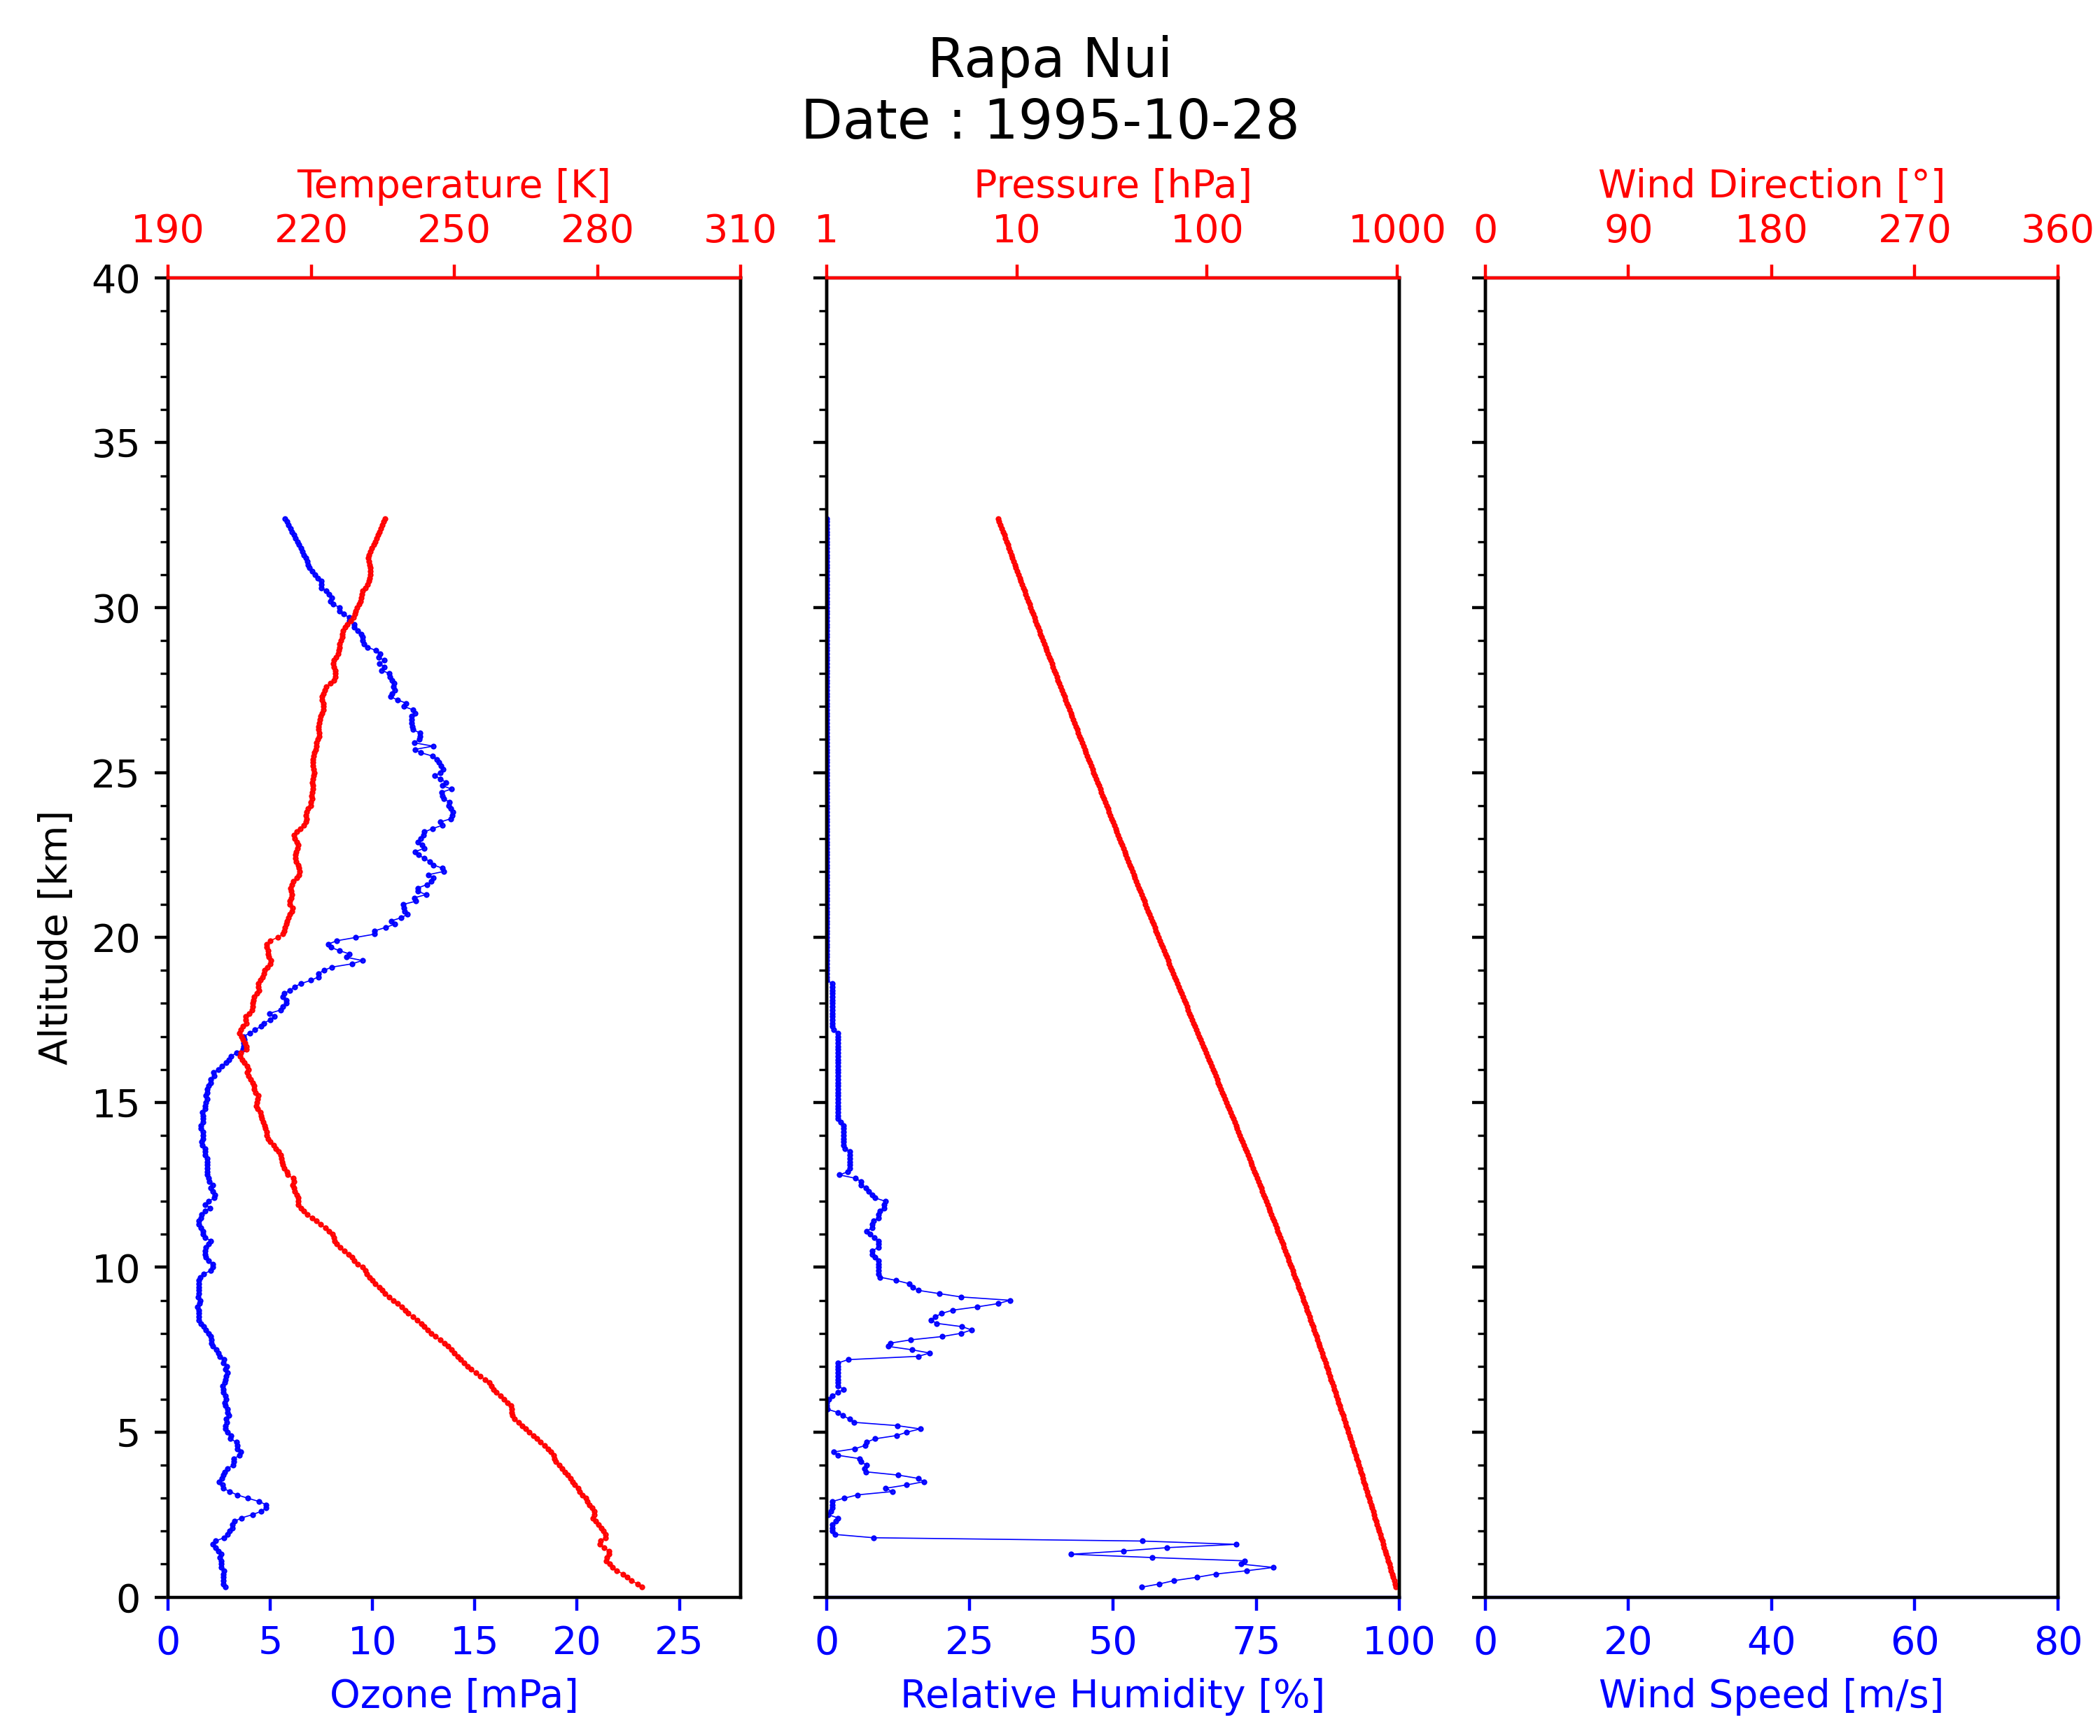 Rapa Nui
Date : 1995-10-28
Temperature [K]
190 220 250 280 310
Pressure [hPa]
1 10 100 1000
Wind Direction [°]
0 90 180 270 360
Altitude [km]
40
35
30
25
20
15
10
5
0
0 5 10 15 20 25
Ozone [mPa]
0 25 50 75 100
Relative Humidity [%]
0 20 40 60 80
Wind Speed [m/s]